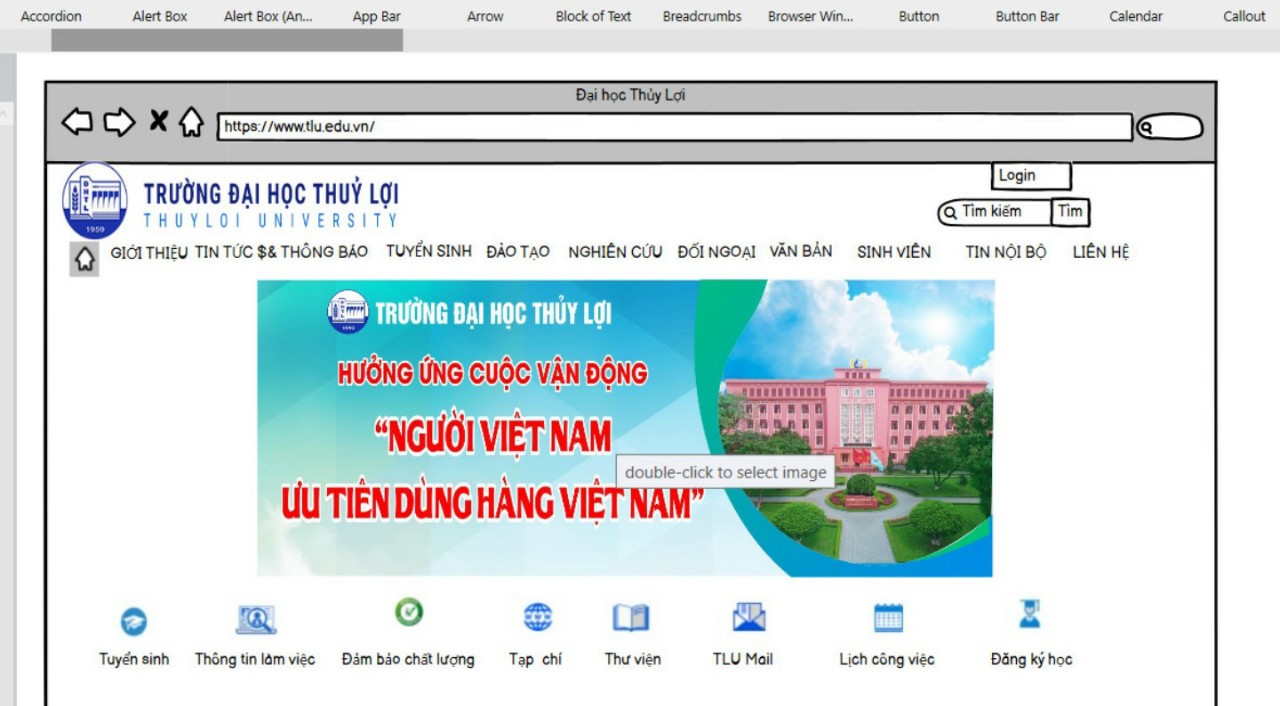 Accordion Alert Box Alert Box (An... App Bar Arrow Block of Text Breadcrumbs Browser Win... Button Button Bar Calendar Callout
Đại học Thủy Lợi
https://www.tlu.edu.vn/
Login
TRƯỜNG ĐẠI HỌC THUỶ LỢI
THUYLOI UNIVERSITY
1959
Tìm kiếm Tìm
GIỚI THIỆU TIN TỨC $& THÔNG BÁO TUYỂN SINH ĐÀO TẠO NGHIÊN CỨU ĐỐI NGOẠI VĂN BẢN SINH VIÊN TIN NỘI BỘ LIÊN HỆ
TRƯỜNG ĐẠI HỌC THỦY LỢI
HƯỞNG ỨNG CUỘC VẬN ĐỘNG
“NGƯỜI VIỆT NAM
double-click to select image
ƯU TIÊN DÙNG HÀNG VIỆT NAM”
Tuyển sinh Thông tin làm việc Đảm bảo chất lượng Tạp chí Thư viện TLU Mail Lịch công việc Đăng ký học